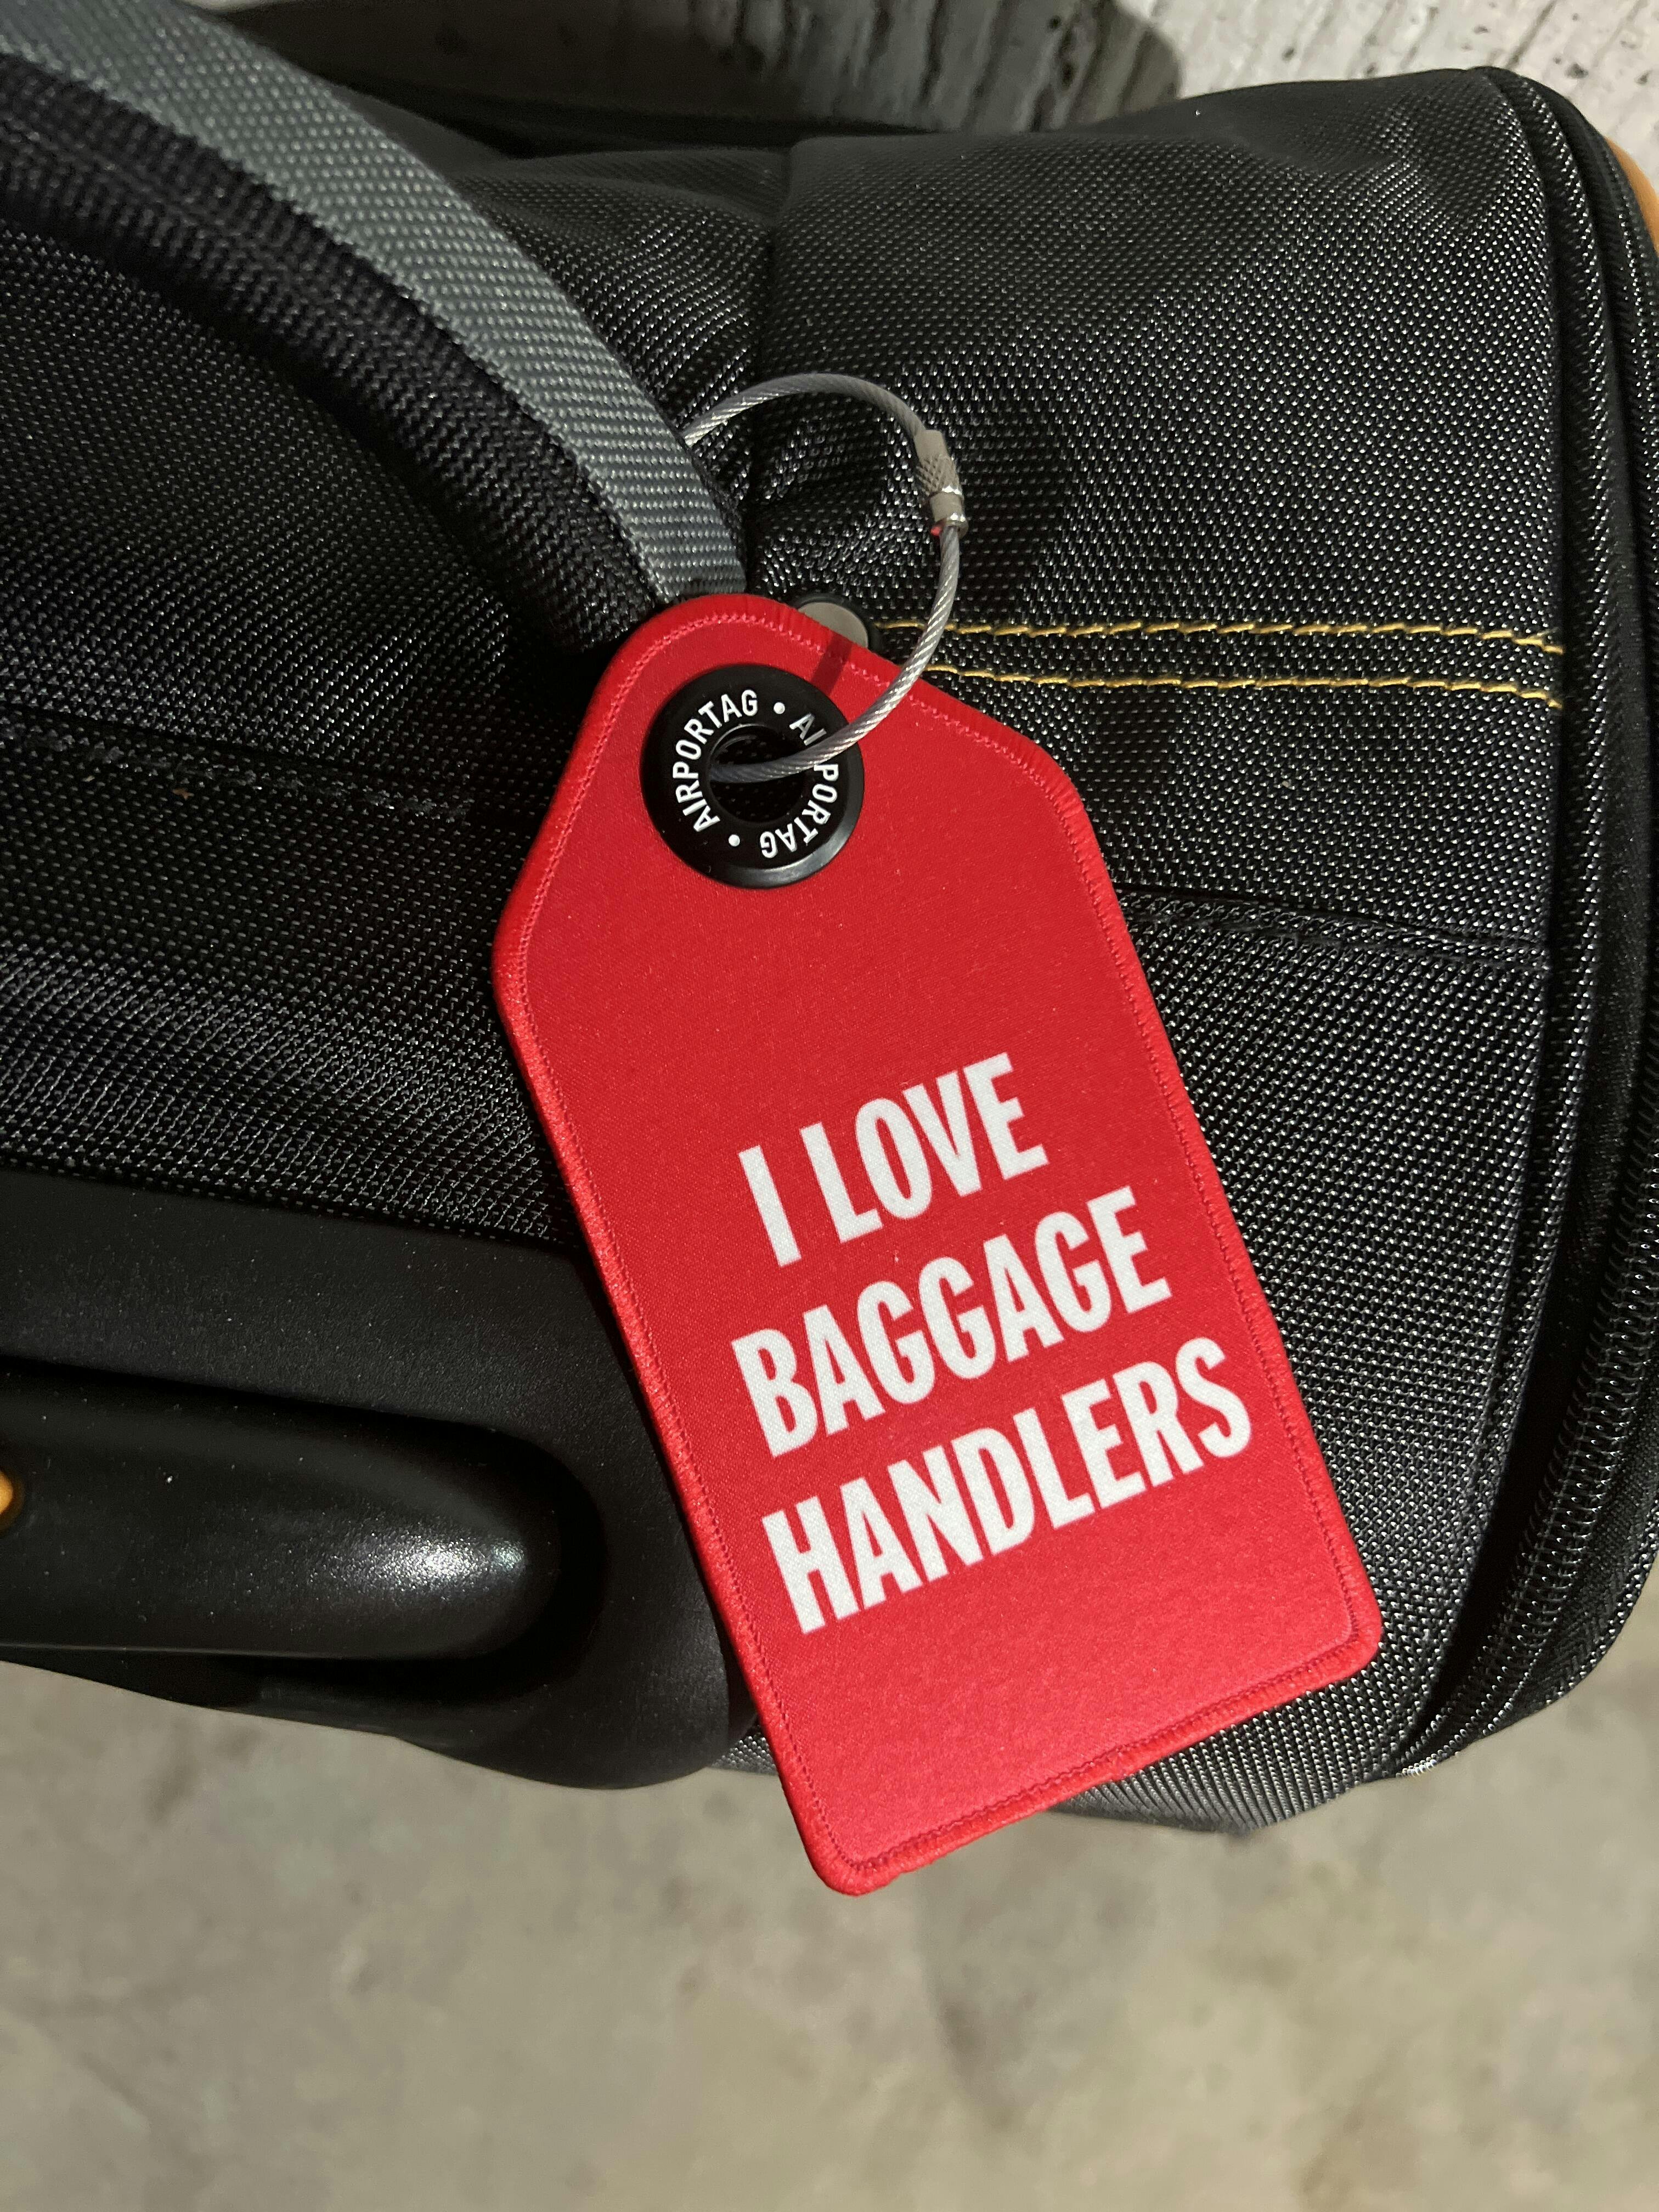 AIRPORTAG • AIRPORTAG •
I LOVE
BAGGAGE
HANDLERS